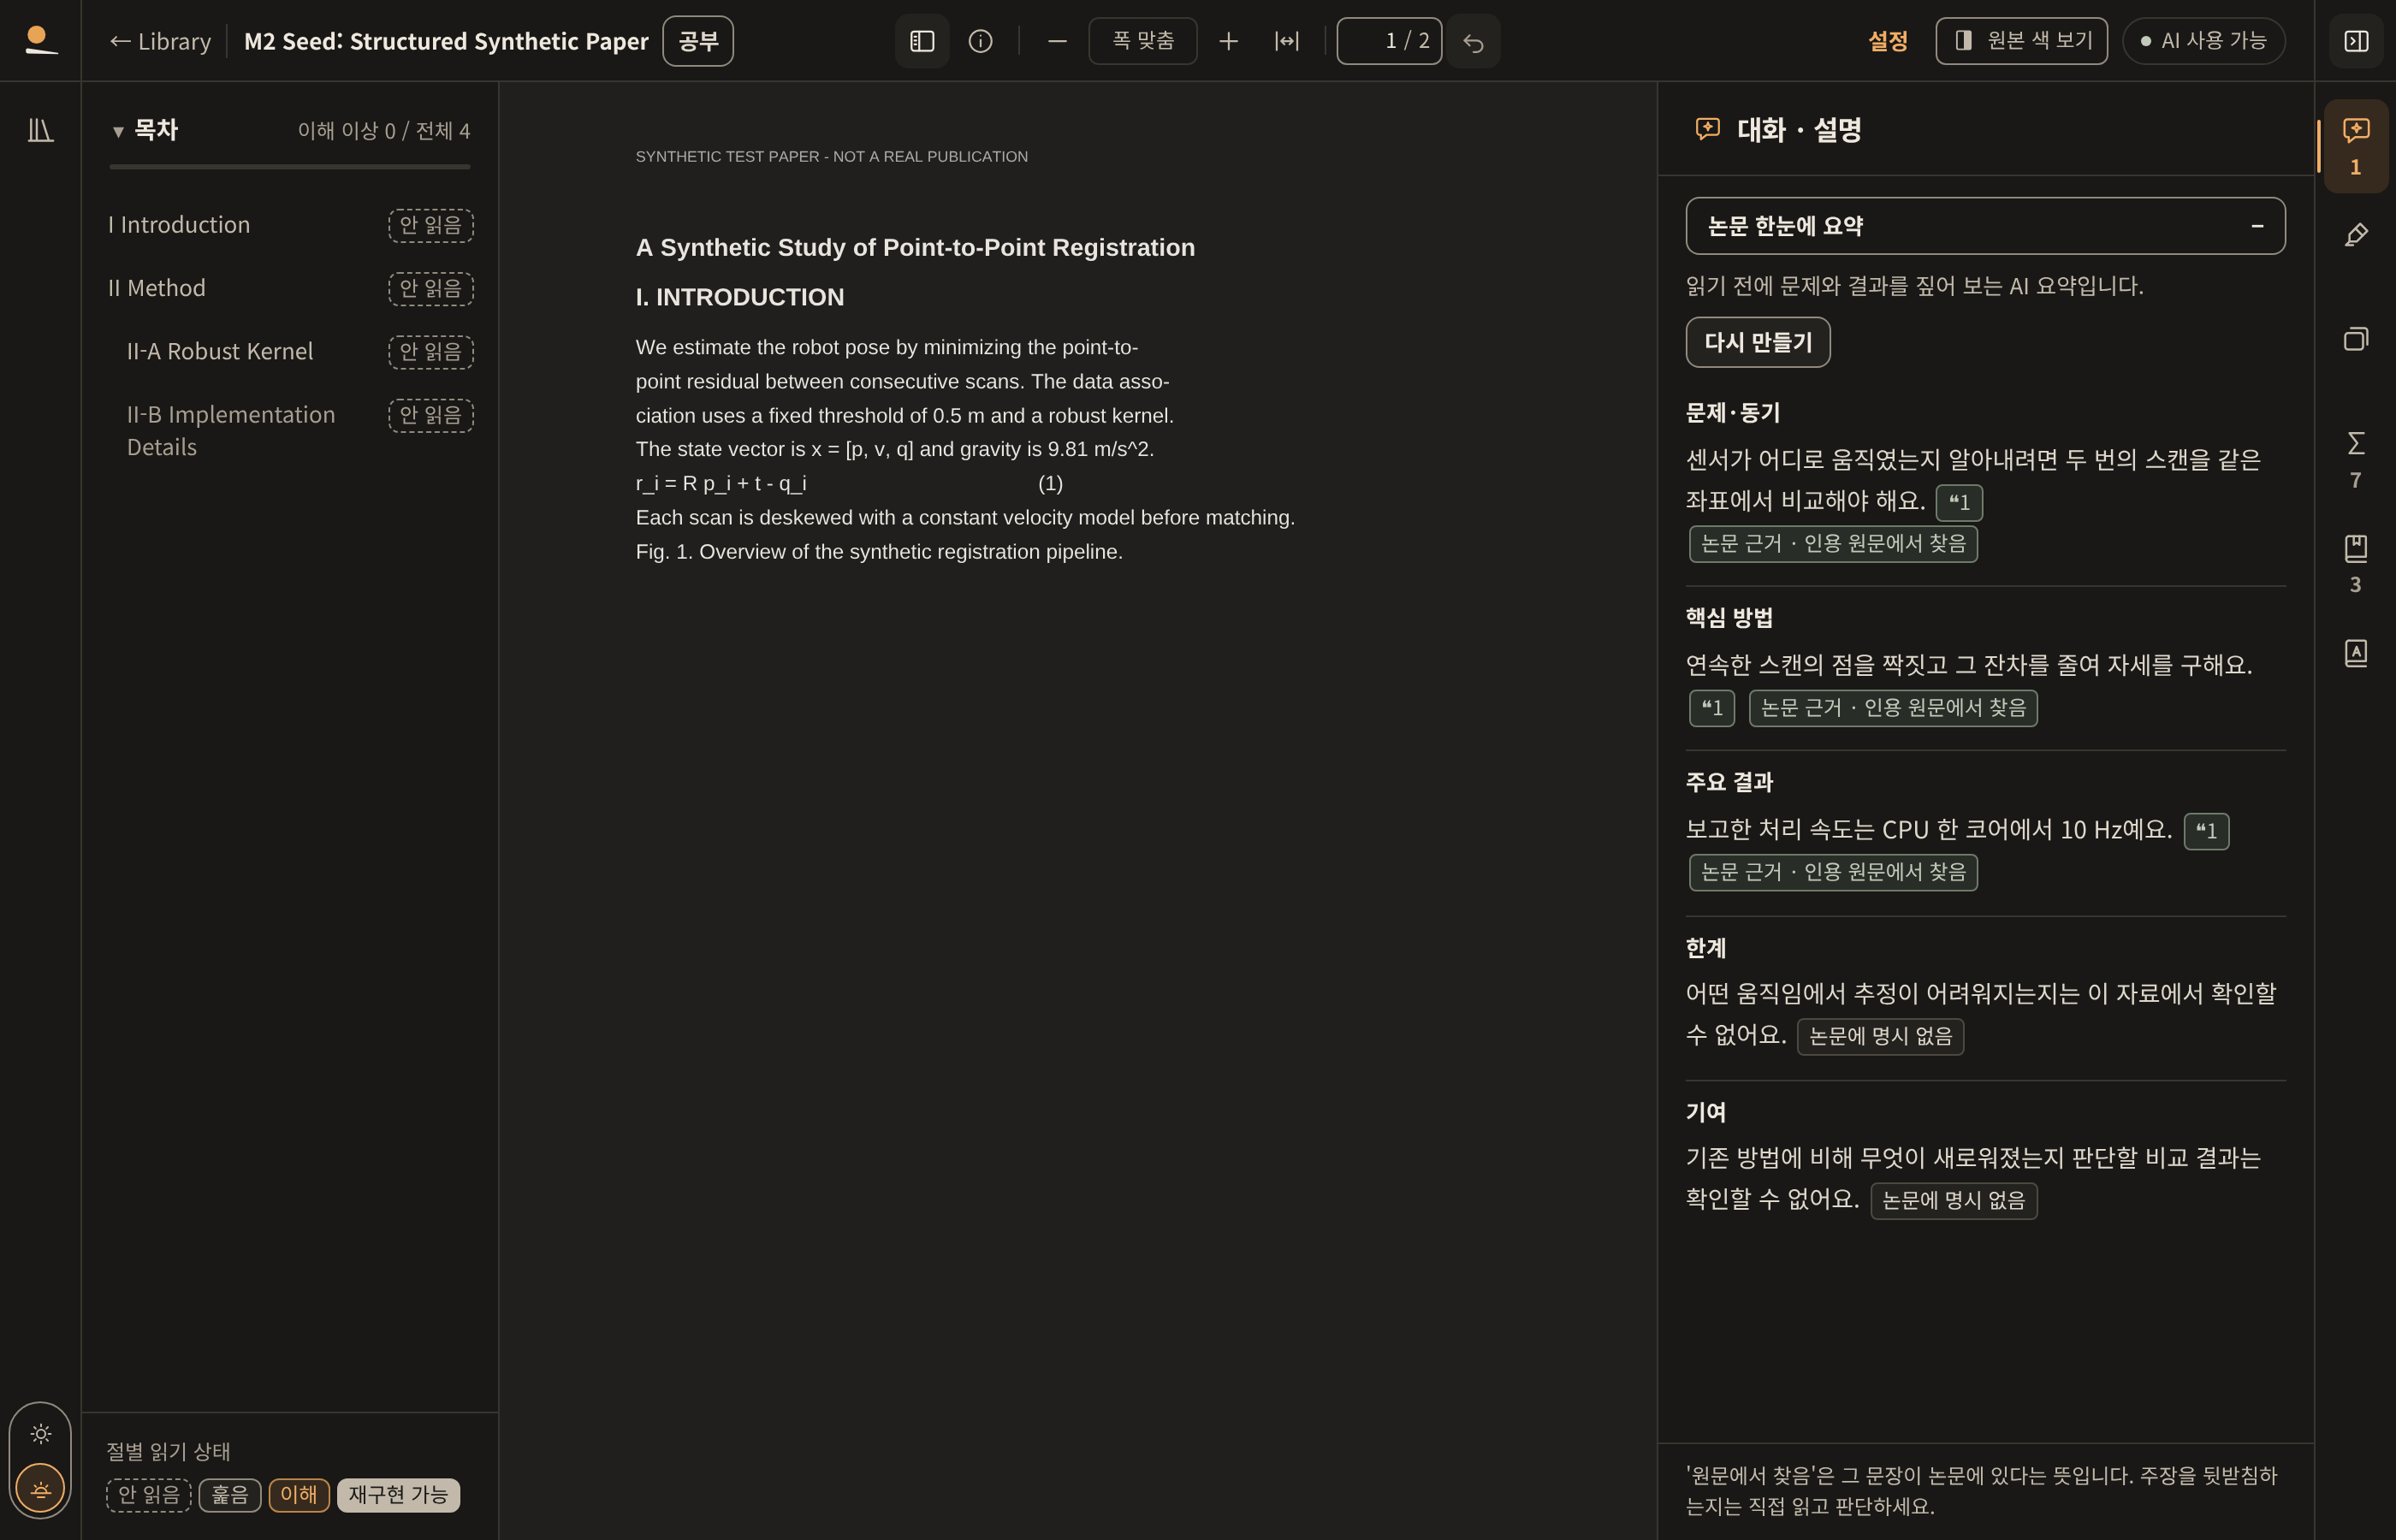 ← Library
M2 Seed: Structured Synthetic Paper
공부
폭 맞춤
1 / 2
설정
원본 색 보기
AI 사용 가능
▼ 목차
이해 이상 0 / 전체 4
I Introduction
안 읽음
II Method
안 읽음
II-A Robust Kernel
안 읽음
II-B Implementation
Details
안 읽음
절별 읽기 상태
안 읽음
훑음
이해
재구현 가능
SYNTHETIC TEST PAPER - NOT A REAL PUBLICATION
A Synthetic Study of Point-to-Point Registration
I. INTRODUCTION
We estimate the robot pose by minimizing the point-to-
point residual between consecutive scans. The data asso-
ciation uses a fixed threshold of 0.5 m and a robust kernel.
The state vector is x = [p, v, q] and gravity is 9.81 m/s^2.
r_i = R p_i + t - q_i (1)
Each scan is deskewed with a constant velocity model before matching.
Fig. 1. Overview of the synthetic registration pipeline.
대화 · 설명
논문 한눈에 요약 −
읽기 전에 문제와 결과를 짚어 보는 AI 요약입니다.
다시 만들기
문제·동기
센서가 어디로 움직였는지 알아내려면 두 번의 스캔을 같은
좌표에서 비교해야 해요. ❝1
논문 근거 · 인용 원문에서 찾음
핵심 방법
연속한 스캔의 점을 짝짓고 그 잔차를 줄여 자세를 구해요.
❝1 논문 근거 · 인용 원문에서 찾음
주요 결과
보고한 처리 속도는 CPU 한 코어에서 10 Hz예요. ❝1
논문 근거 · 인용 원문에서 찾음
한계
어떤 움직임에서 추정이 어려워지는지는 이 자료에서 확인할
수 없어요. 논문에 명시 없음
기여
기존 방법에 비해 무엇이 새로워졌는지 판단할 비교 결과는
확인할 수 없어요. 논문에 명시 없음
'원문에서 찾음'은 그 문장이 논문에 있다는 뜻입니다. 주장을 뒷받침하
는지는 직접 읽고 판단하세요.
1
Σ
7
3
A